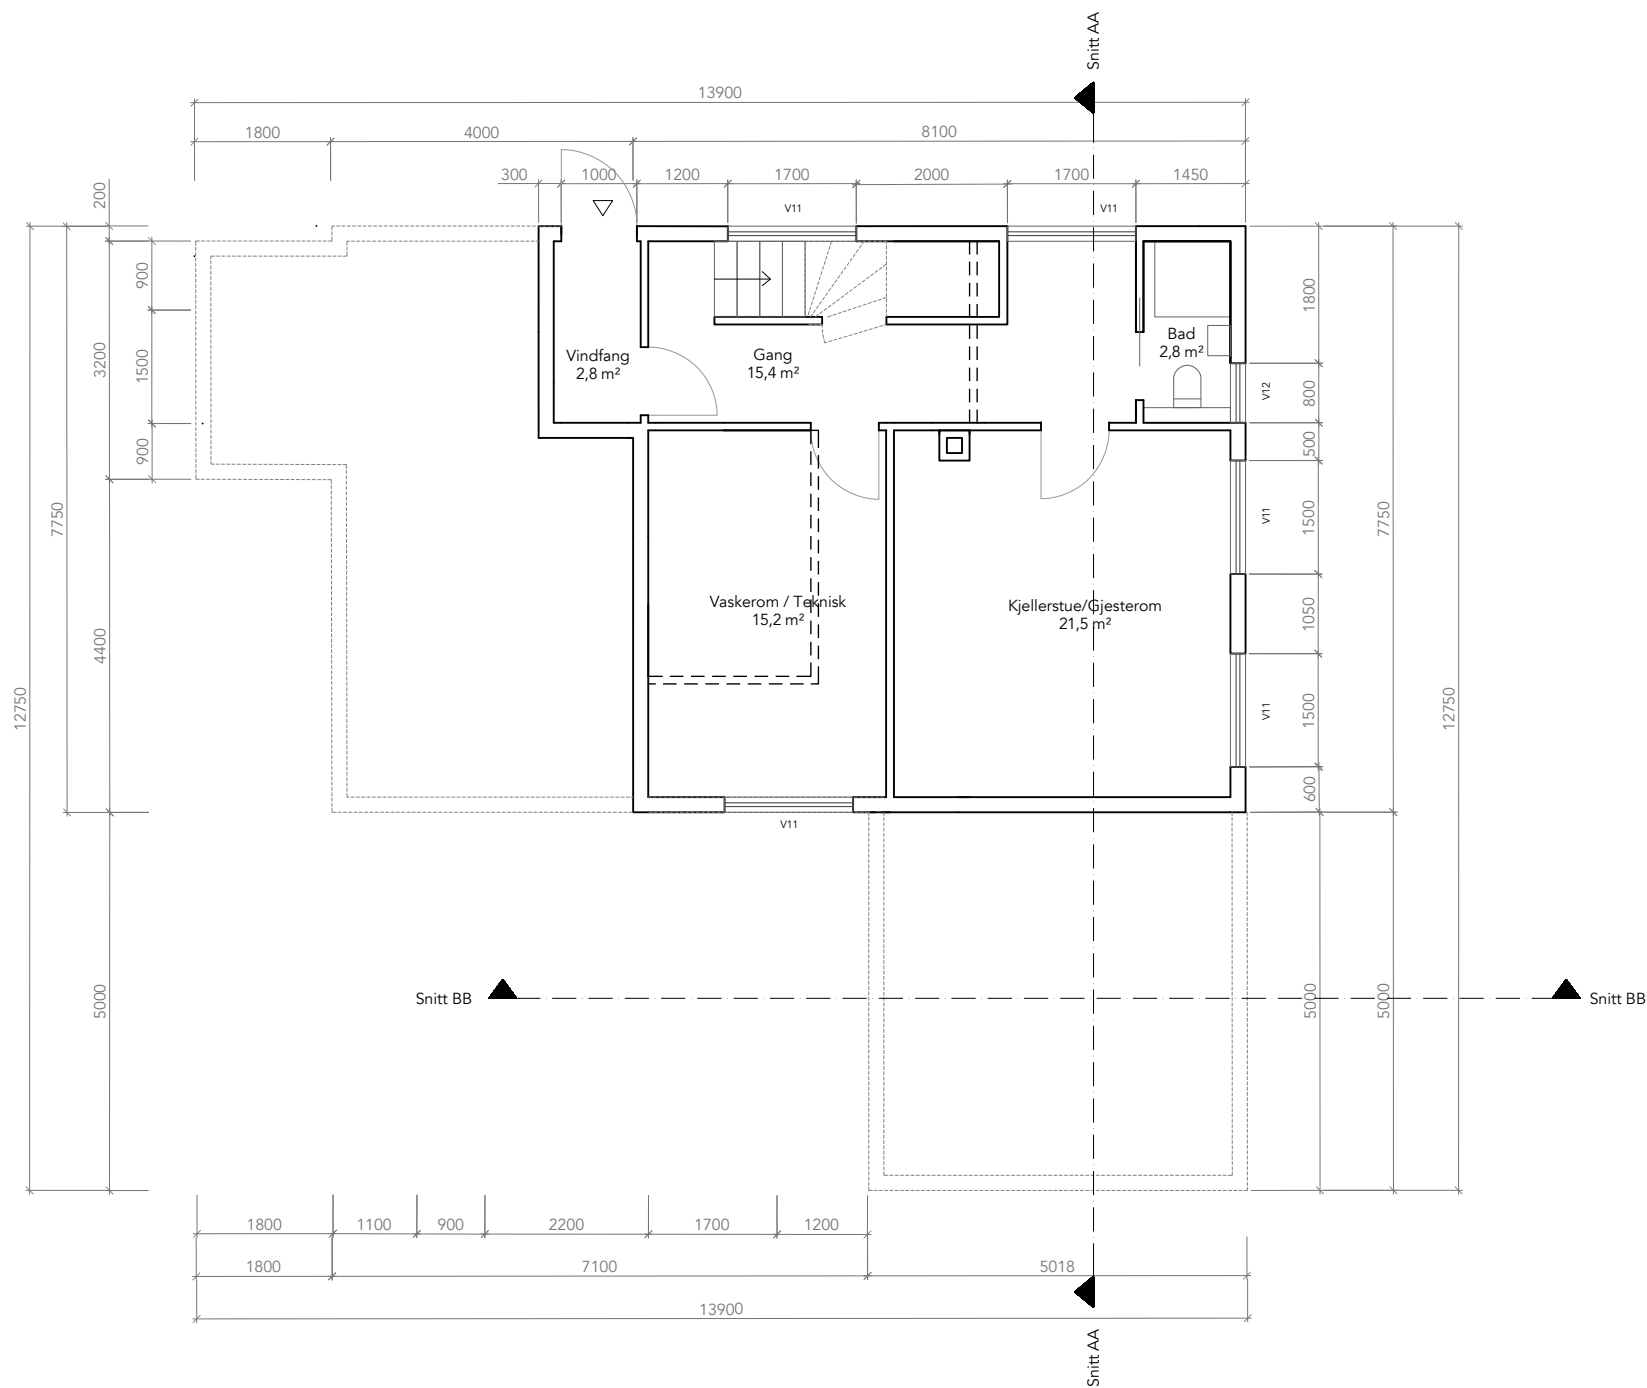 Snitt AA
13900
1800
4000
8100
300
1000
1200
1700
2000
1700
1450
V11
V11
200
900
3200
1500
900
7750
4400
12750
5000
Vindfang
2,8 m²
Gang
15,4 m²
Bad
2,8 m²
V12
1800
800
500
V11
1500
7750
1050
V11
1500
12750
600
Vaskerom / Teknisk
15,2 m²
Kjellerstue/Gjesterom
21,5 m²
V11
Snitt BB
5000
5000
Snitt BB
1800
1100
900
2200
1700
1200
1800
7100
5018
13900
Snitt AA